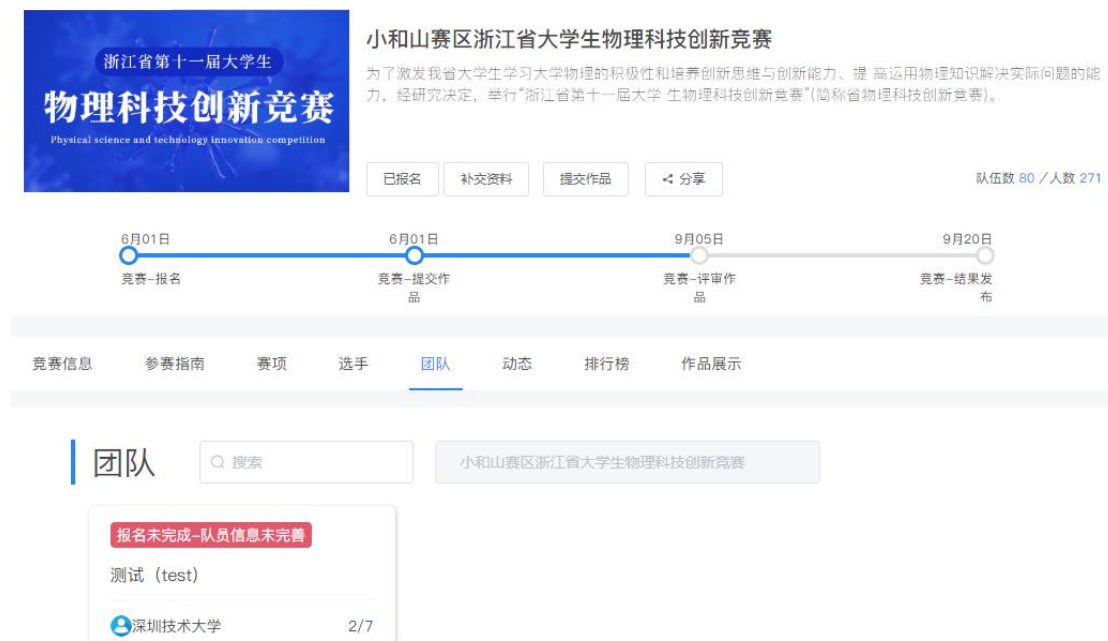 浙江省第十一届大学生
物理科技创新竞赛
Physical science and technology innovation competition
小和山赛区浙江省大学生物理科技创新竞赛
为了激发我省大学生学习大学物理的积极性和培养创新思维与创新能力、提 高运用物理知识解决实际问题的能
力，经研究决定，举行“浙江省第十一届大学 生物理科技创新竞赛”(简称省物理科技创新竞赛)。
已报名 补交资料 提交作品 分享 队伍数 80 / 人数 271
6月01日 6月01日 9月05日 9月20日
竞赛-报名 竞赛-提交作 竞赛-评审作 竞赛-结果发
品 品 布
竞赛信息 参赛指南 赛项 选手 团队 动态 排行榜 作品展示
团队 搜索 小和山赛区浙江省大学生物理科技创新竞赛
报名未完成-队员信息未完善
测试（test）
深圳技术大学 2/7